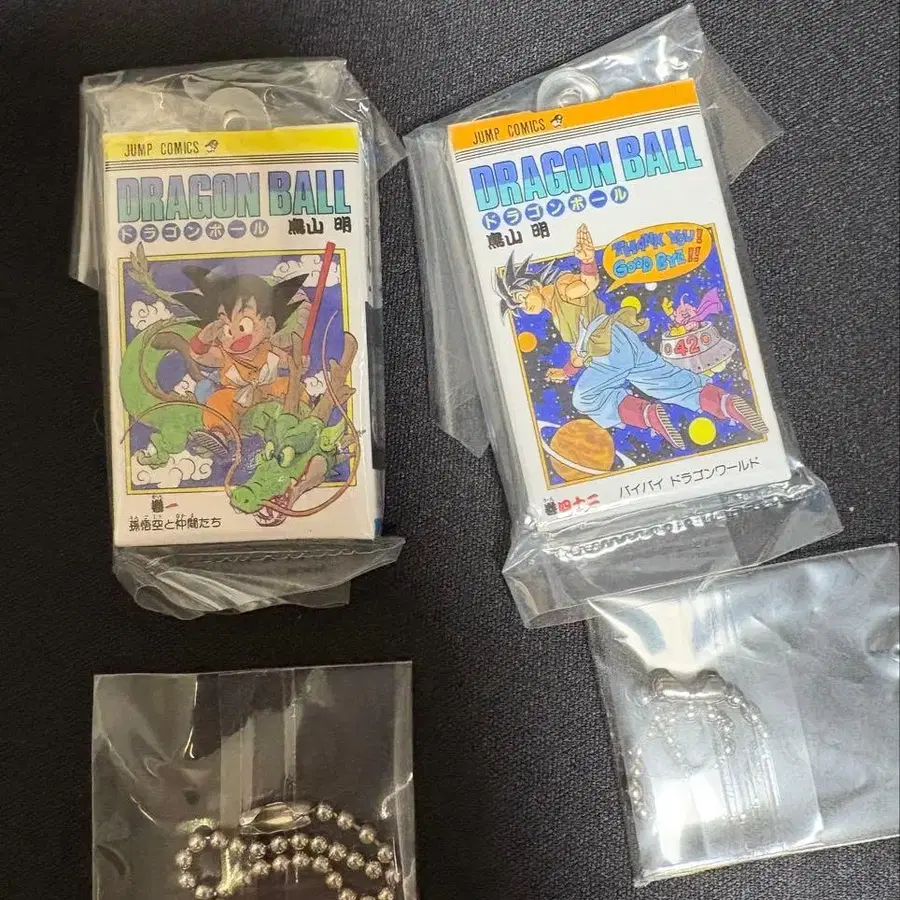 JUMP COMICS
DRAGON BALL
ドラゴンボール
鳥山明
巻一
孫悟空と仲間たち
JUMP COMICS
DRAGON BALL
ドラゴンボール
鳥山明
THANK YOU!
GOOD BYE!!
42
巻四十二
バイバイ ドラゴンワールド